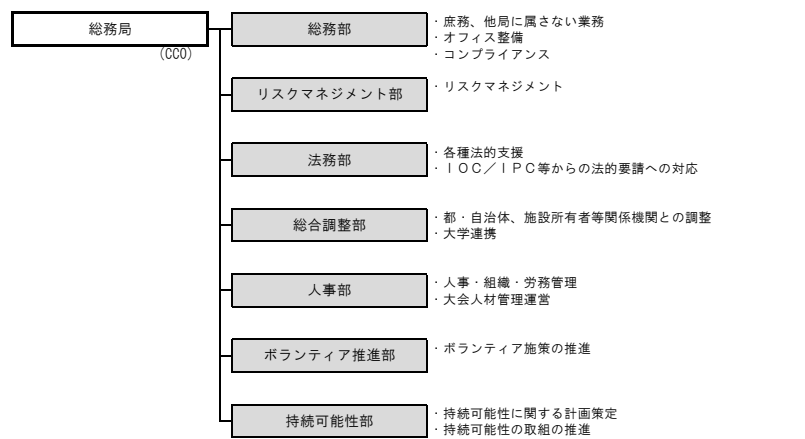 総務局
(CCO)
総務部
・庶務、他局に属さない業務
・オフィス整備
・コンプライアンス
リスクマネジメント部
・リスクマネジメント
法務部
・各種法的支援
・ＩＯＣ／ＩＰＣ等からの法的要請への対応
総合調整部
・都・自治体、施設所有者等関係機関との調整
・大学連携
人事部
・人事・組織・労務管理
・大会人材管理運営
ボランティア推進部
・ボランティア施策の推進
持続可能性部
・持続可能性に関する計画策定
・持続可能性の取組の推進